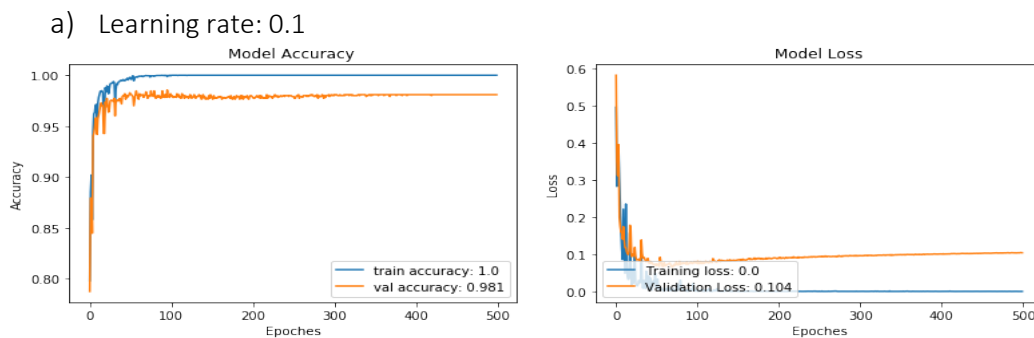 a) Learning rate: 0.1
Model Accuracy
1.00
0.95
0.90
0.85
0.80
Accuracy
train accuracy: 1.0
val accuracy: 0.981
0 100 200 300 400 500
Epoches
Model Loss
0.6
0.5
0.4
0.3
0.2
0.1
0.0
Loss
Training loss: 0.0
Validation Loss: 0.104
0 100 200 300 400 500
Epoches